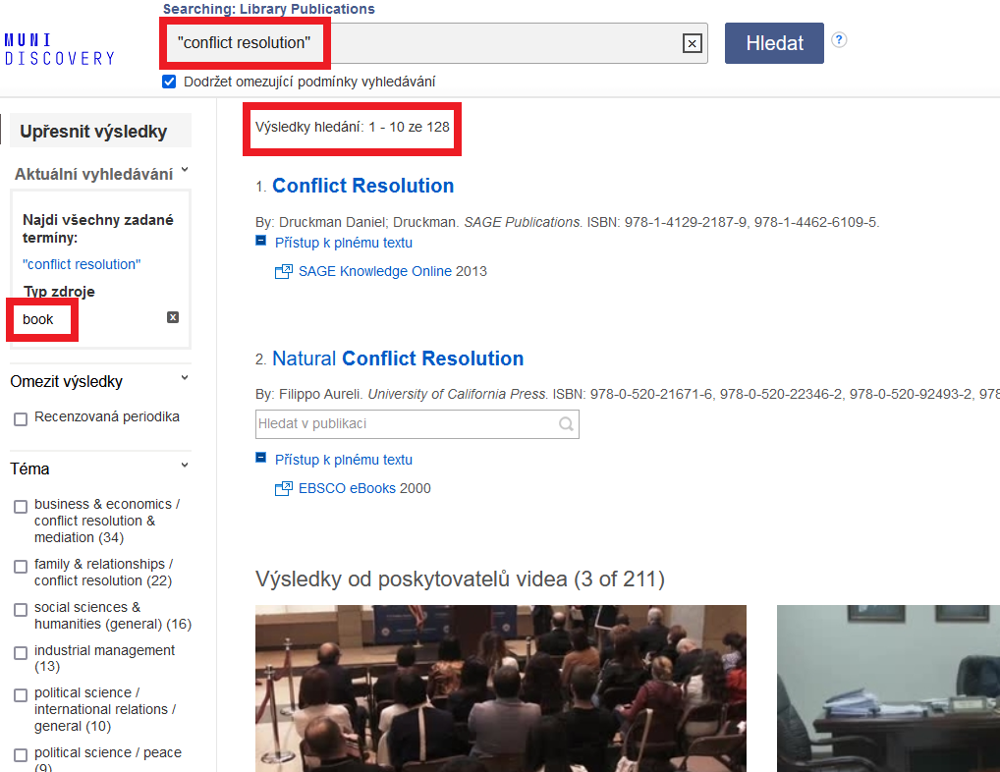 Searching: Library Publications
MUNI
DISCOVERY
"conflict resolution"
Hledat
?
Dodržet omezující podmínky vyhledávání
Upřesnit výsledky
Aktuální vyhledávání
Najdi všechny zadané
termíny:
"conflict resolution"
Typ zdroje
book
Omezit výsledky
Recenzovaná periodika
Téma
business & economics /
conflict resolution &
mediation (34)
family & relationships /
conflict resolution (22)
social sciences &
humanities (general) (16)
industrial management
(13)
political science /
international relations /
general (10)
political science / peace
(9)
Výsledky hledání: 1 - 10 ze 128
1. Conflict Resolution
By: Druckman Daniel; Druckman. SAGE Publications. ISBN: 978-1-4129-2187-9, 978-1-4462-6109-5.
Přístup k plnému textu
SAGE Knowledge Online 2013
2. Natural Conflict Resolution
By: Filippo Aureli. University of California Press. ISBN: 978-0-520-21671-6, 978-0-520-22346-2, 978-0-520-92493-2, 978
Hledat v publikaci
Přístup k plnému textu
EBSCO eBooks 2000
Výsledky od poskytovatelů videa (3 of 211)